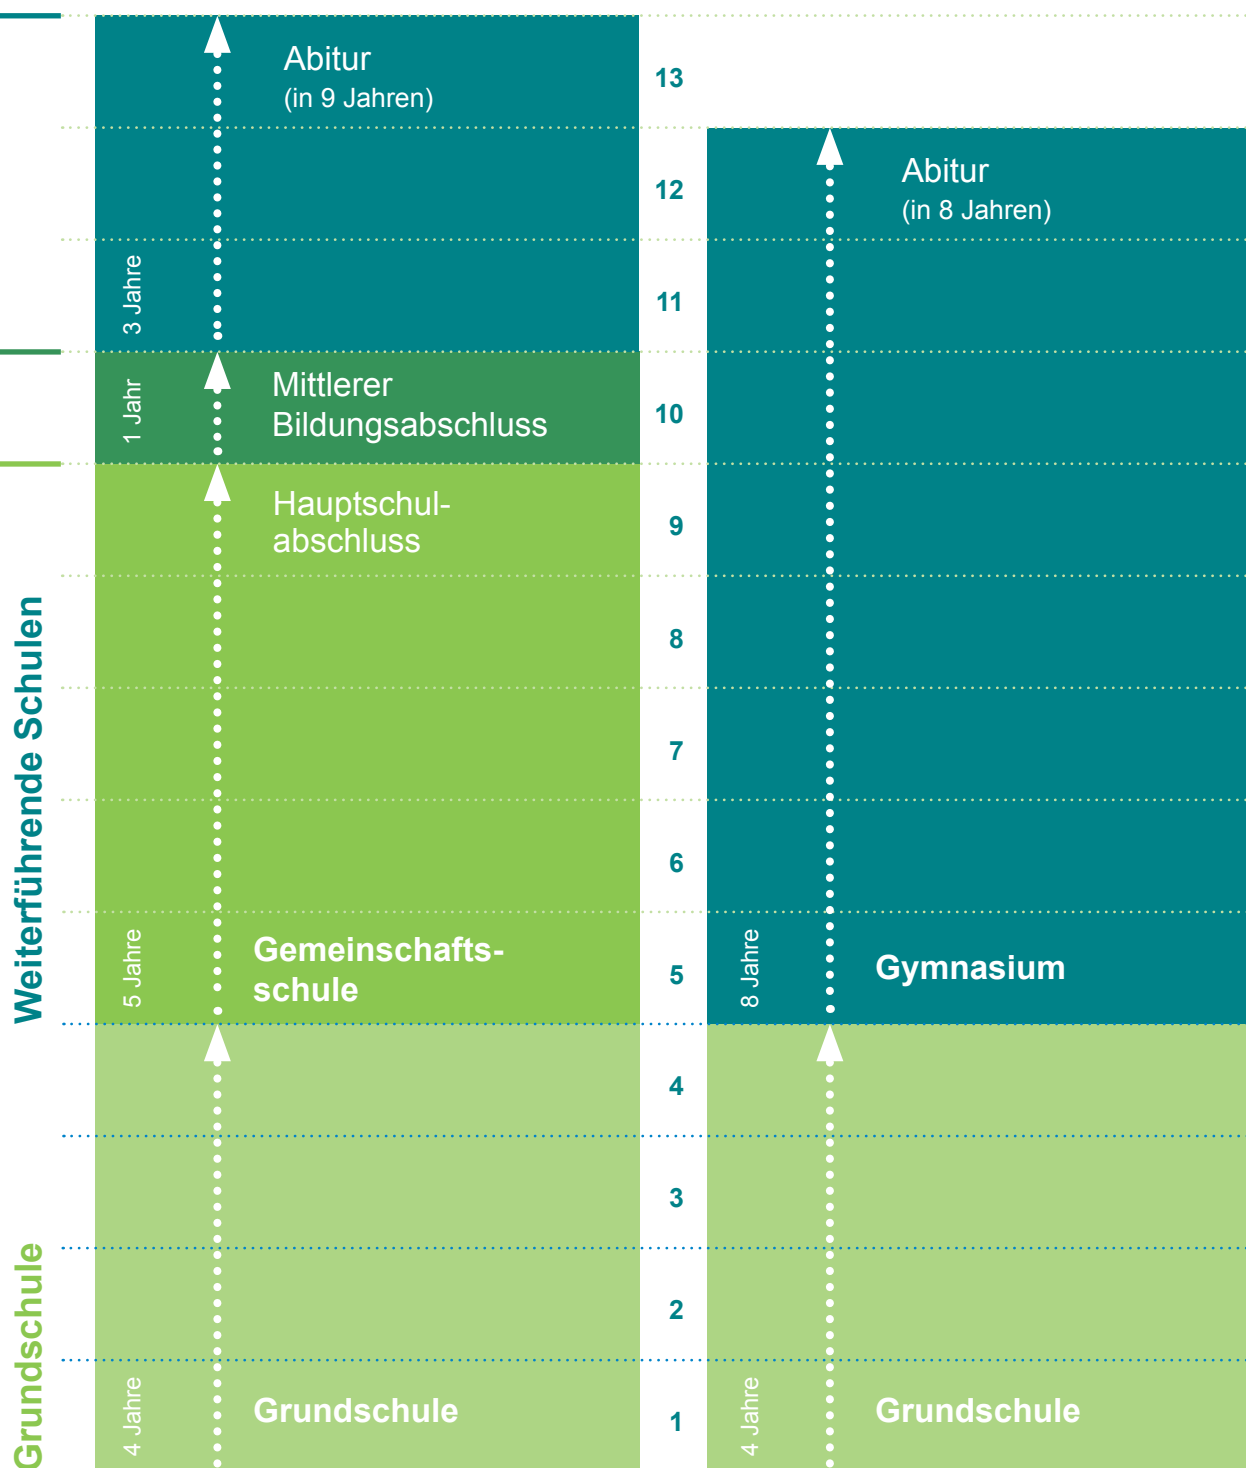 Abitur
(in 9 Jahren)
3 Jahre
Mittlerer
Bildungsabschluss
1 Jahr
Hauptschul-
abschluss
Gemeinschafts-
schule
5 Jahre
Grundschule
4 Jahre
13
12
11
10
9
8
7
6
5
4
3
2
1
Abitur
(in 8 Jahren)
Gymnasium
8 Jahre
Grundschule
4 Jahre
Weiterführende Schulen
Grundschule